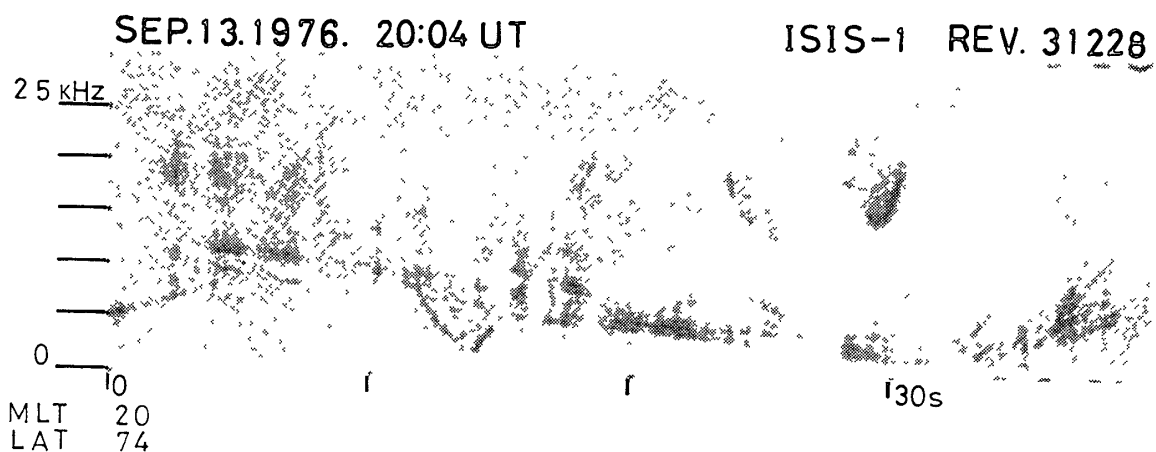 SEP.13.1976. 20:04 UT ISIS-1 REV. 31228
25 KHz
0
0 30s
MLT 20
LAT 74